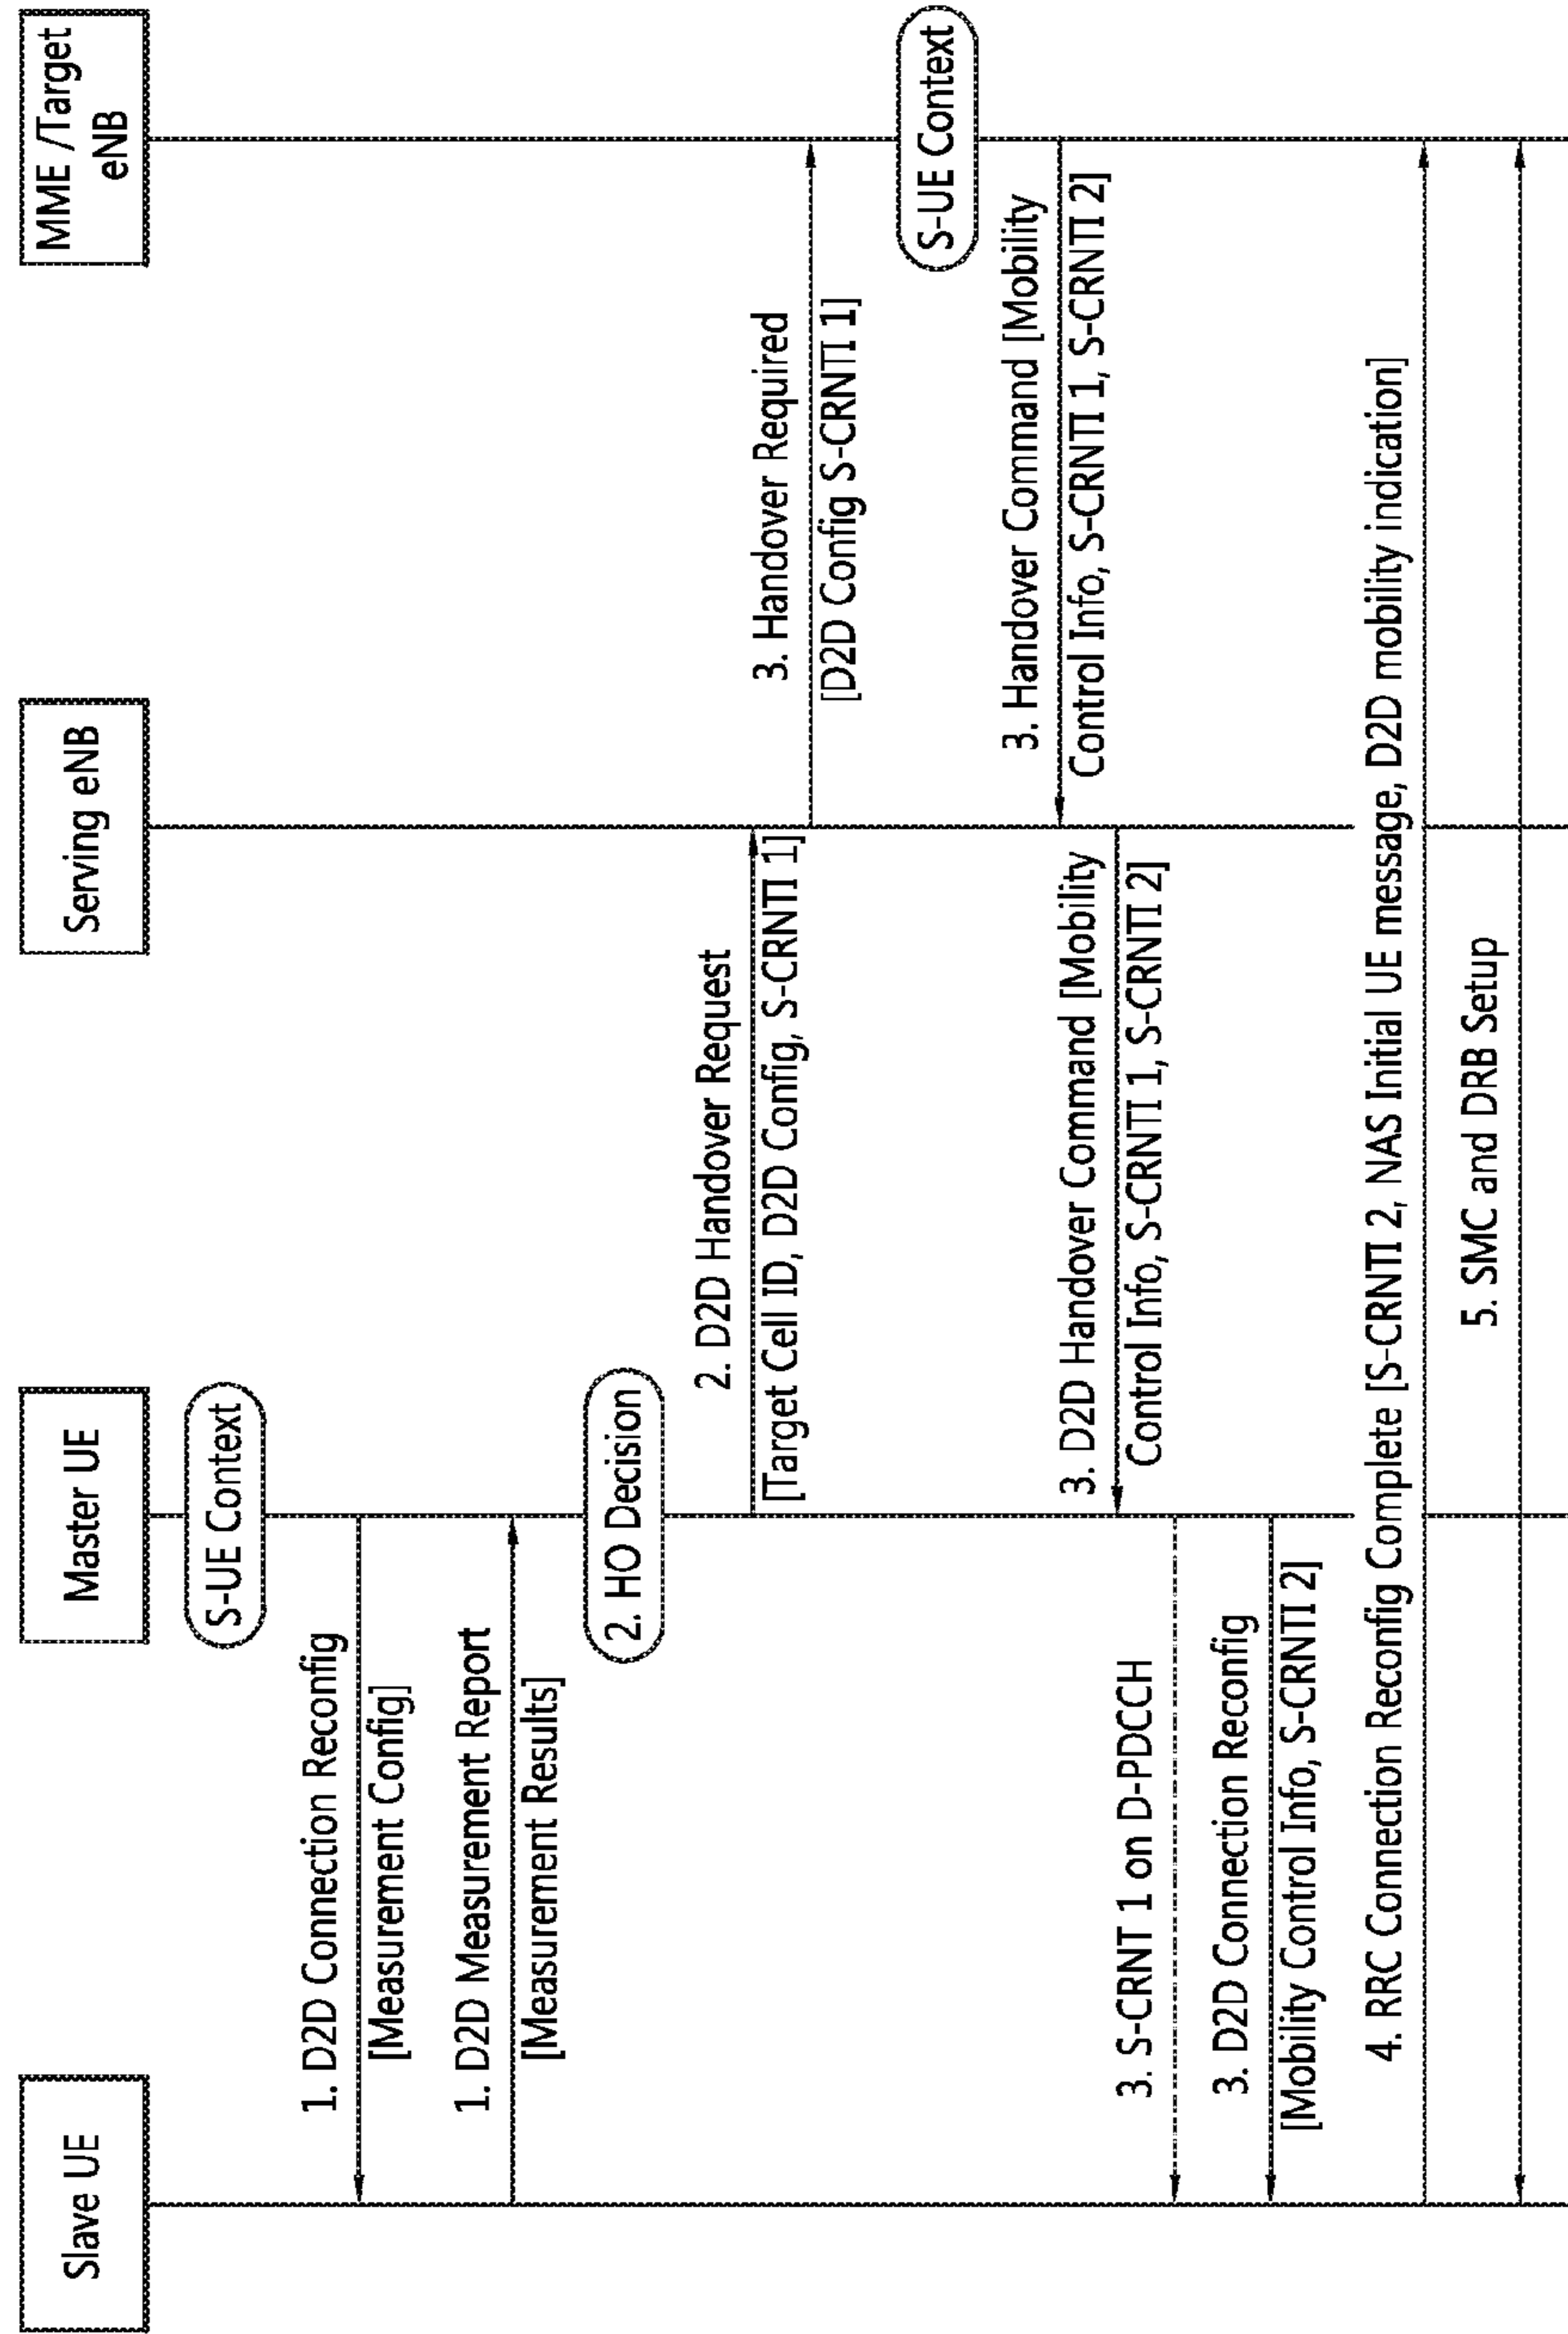 Slave UE
Master UE
Serving eNB
MME /Target
eNB
S-UE Context
1. D2D Connection Reconfig
[Measurement Config]
1. D2D Measurement Report
[Measurement Results]
2. HO Decision
2. D2D Handover Request
[Target Cell ID, D2D Config, S-CRNTI 1]
3. Handover Required
[D2D Config S-CRNTI 1]
S-UE Context
3. Handover Command [Mobility
Control Info, S-CRNTI 1, S-CRNTI 2]
3. D2D Handover Command [Mobility
Control Info, S-CRNTI 1, S-CRNTI 2]
3. S-CRNT 1 on D-PDCCH
3. D2D Connection Reconfig
[Mobility Control Info, S-CRNTI 2]
4. RRC Connection Reconfig Complete [S-CRNTI 2, NAS Initial UE message, D2D mobility indication]
5. SMC and DRB Setup